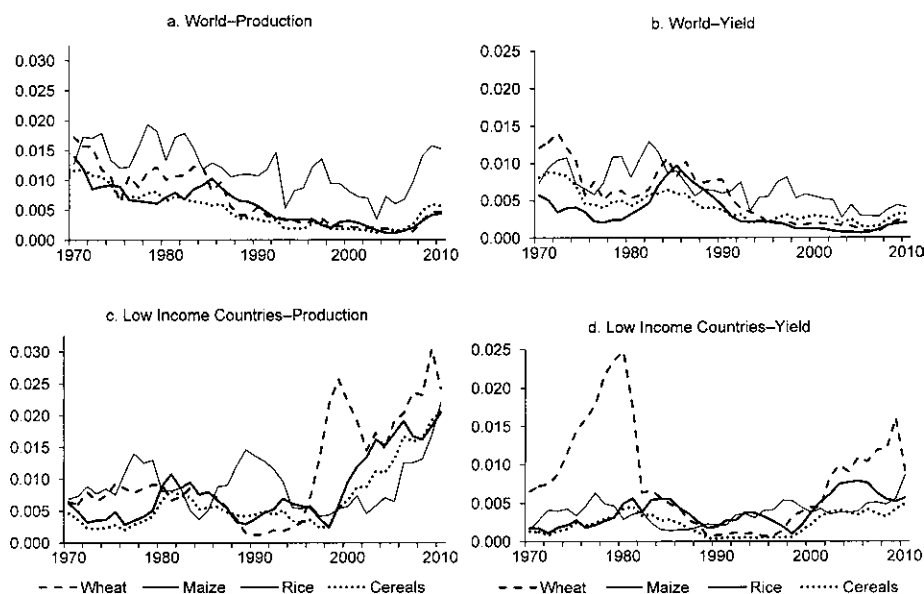 a. World–Production
0.030
0.025
0.020
0.015
0.010
0.005
0.000
1970 1980 1990 2000 2010
b. World–Yield
0.025
0.020
0.015
0.010
0.005
0.000
1970 1980 1990 2000 2010
c. Low Income Countries–Production
0.030
0.025
0.020
0.015
0.010
0.005
0.000
1970 1980 1990 2000 2010
Wheat Maize Rice Cereals
d. Low Income Countries–Yield
0.025
0.020
0.015
0.010
0.005
0.000
1970 1980 1990 2000 2010
Wheat Maize Rice Cereals